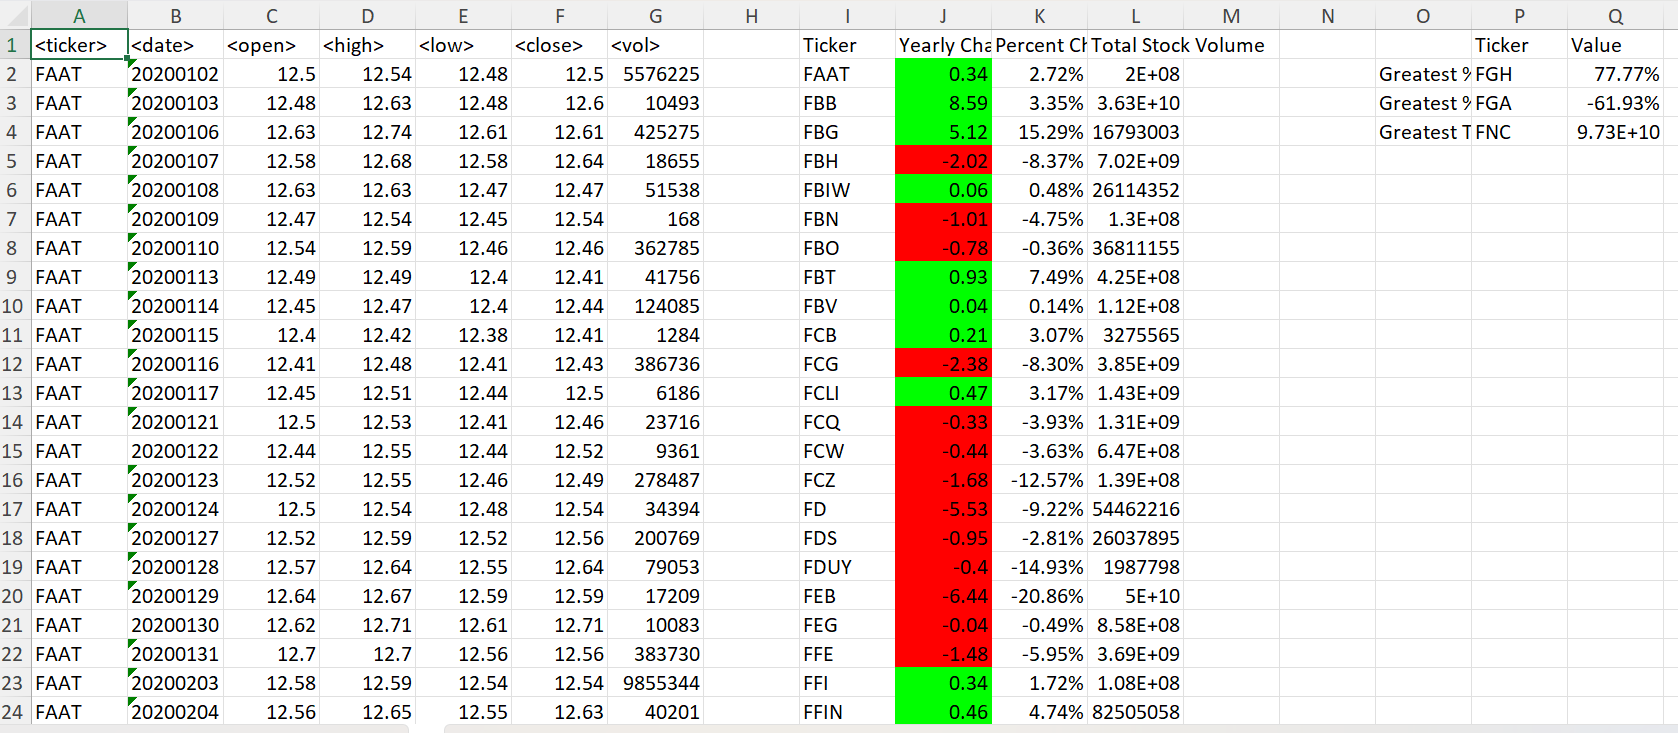 A B C D E F G H I J K L M N O P Q
1 <ticker> <date> <open> <high> <low> <close> <vol> Ticker Yearly Cha Percent Ch Total Stock Volume Ticker Value
2 FAAT 20200102 12.5 12.54 12.48 12.5 5576225 FAAT 0.34 2.72% 2E+08 Greatest % FGH 77.77%
3 FAAT 20200103 12.48 12.63 12.48 12.6 10493 FBB 8.59 3.35% 3.63E+10 Greatest % FGA -61.93%
4 FAAT 20200106 12.63 12.74 12.61 12.61 425275 FBG 5.12 15.29% 16793003 Greatest T FNC 9.73E+10
5 FAAT 20200107 12.58 12.68 12.58 12.64 18655 FBH -2.02 -8.37% 7.02E+09
6 FAAT 20200108 12.63 12.63 12.47 12.47 51538 FBIW 0.06 0.48% 26114352
7 FAAT 20200109 12.47 12.54 12.45 12.54 168 FBN -1.01 -4.75% 1.3E+08
8 FAAT 20200110 12.54 12.59 12.46 12.46 362785 FBO -0.78 -0.36% 36811155
9 FAAT 20200113 12.49 12.49 12.4 12.41 41756 FBT 0.93 7.49% 4.25E+08
10 FAAT 20200114 12.45 12.47 12.4 12.44 124085 FBV 0.04 0.14% 1.12E+08
11 FAAT 20200115 12.4 12.42 12.38 12.41 1284 FCB 0.21 3.07% 3275565
12 FAAT 20200116 12.41 12.48 12.41 12.43 386736 FCG -2.38 -8.30% 3.85E+09
13 FAAT 20200117 12.45 12.51 12.44 12.5 6186 FCLI 0.47 3.17% 1.43E+09
14 FAAT 20200121 12.5 12.53 12.41 12.46 23716 FCQ -0.33 -3.93% 1.31E+09
15 FAAT 20200122 12.44 12.55 12.44 12.52 9361 FCW -0.44 -3.63% 6.47E+08
16 FAAT 20200123 12.52 12.55 12.46 12.49 278487 FCZ -1.68 -12.57% 1.39E+08
17 FAAT 20200124 12.5 12.54 12.48 12.54 34394 FD -5.53 -9.22% 54462216
18 FAAT 20200127 12.52 12.59 12.52 12.56 200769 FDS -0.95 -2.81% 26037895
19 FAAT 20200128 12.57 12.64 12.55 12.64 79053 FDUY -0.4 -14.93% 1987798
20 FAAT 20200129 12.64 12.67 12.59 12.59 17209 FEB -6.44 -20.86% 5E+10
21 FAAT 20200130 12.62 12.71 12.61 12.71 10083 FEG -0.04 -0.49% 8.58E+08
22 FAAT 20200131 12.7 12.7 12.56 12.56 383730 FFE -1.48 -5.95% 3.69E+09
23 FAAT 20200203 12.58 12.59 12.54 12.54 9855344 FFI 0.34 1.72% 1.08E+08
24 FAAT 20200204 12.56 12.65 12.55 12.63 40201 FFIN 0.46 4.74% 82505058